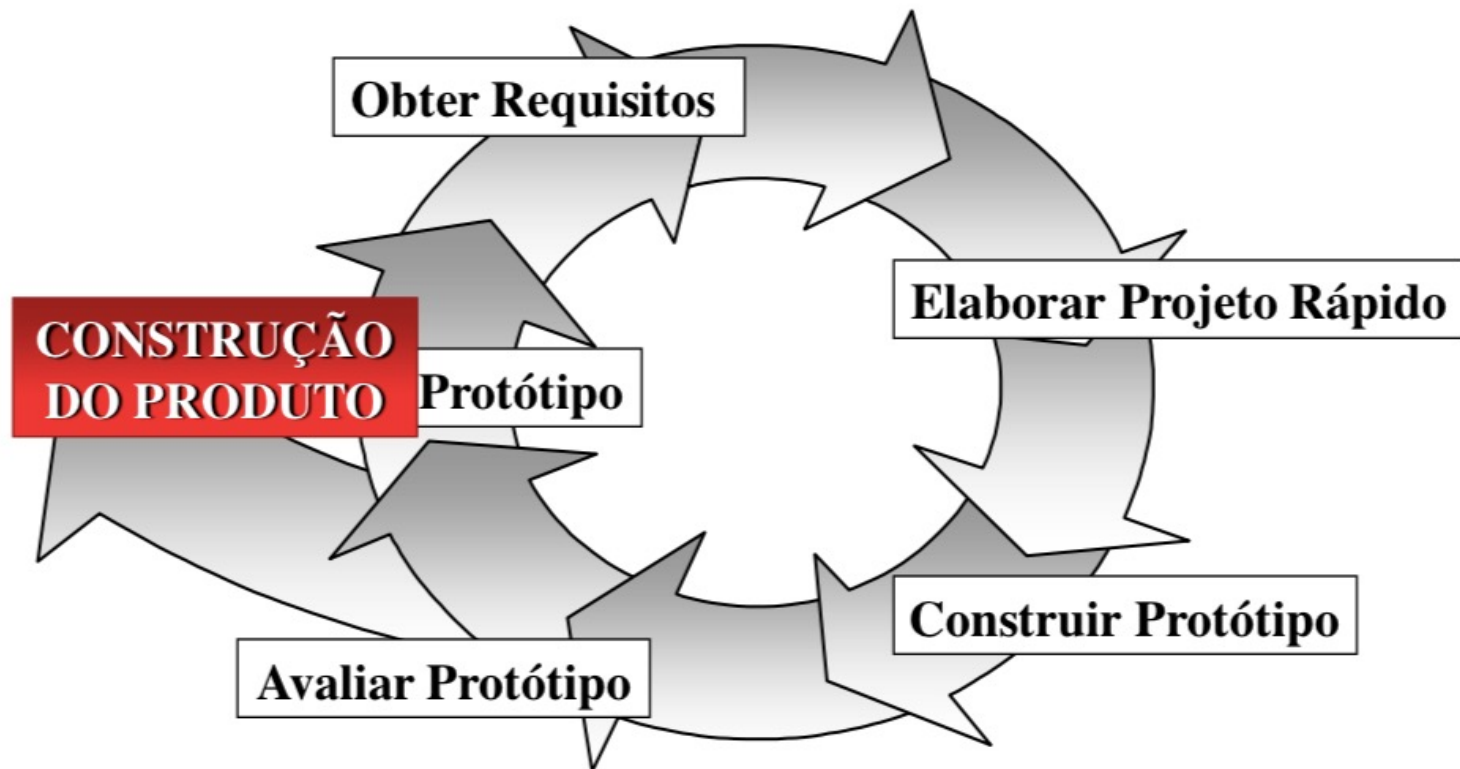 Obter Requisitos
Elaborar Projeto Rápido
CONSTRUÇÃO
DO PRODUTO
Protótipo
Construir Protótipo
Avaliar Protótipo